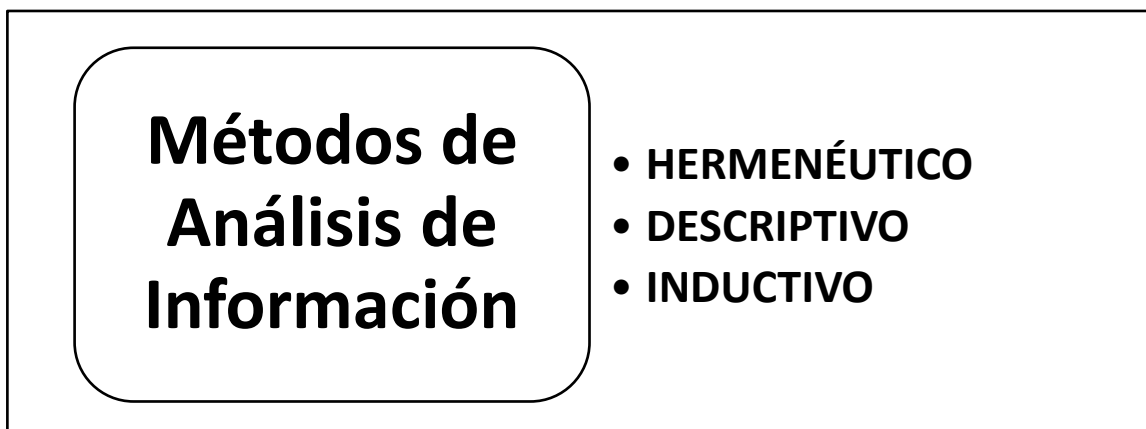 Métodos de
Análisis de
Información
• HERMENÉUTICO
• DESCRIPTIVO
• INDUCTIVO